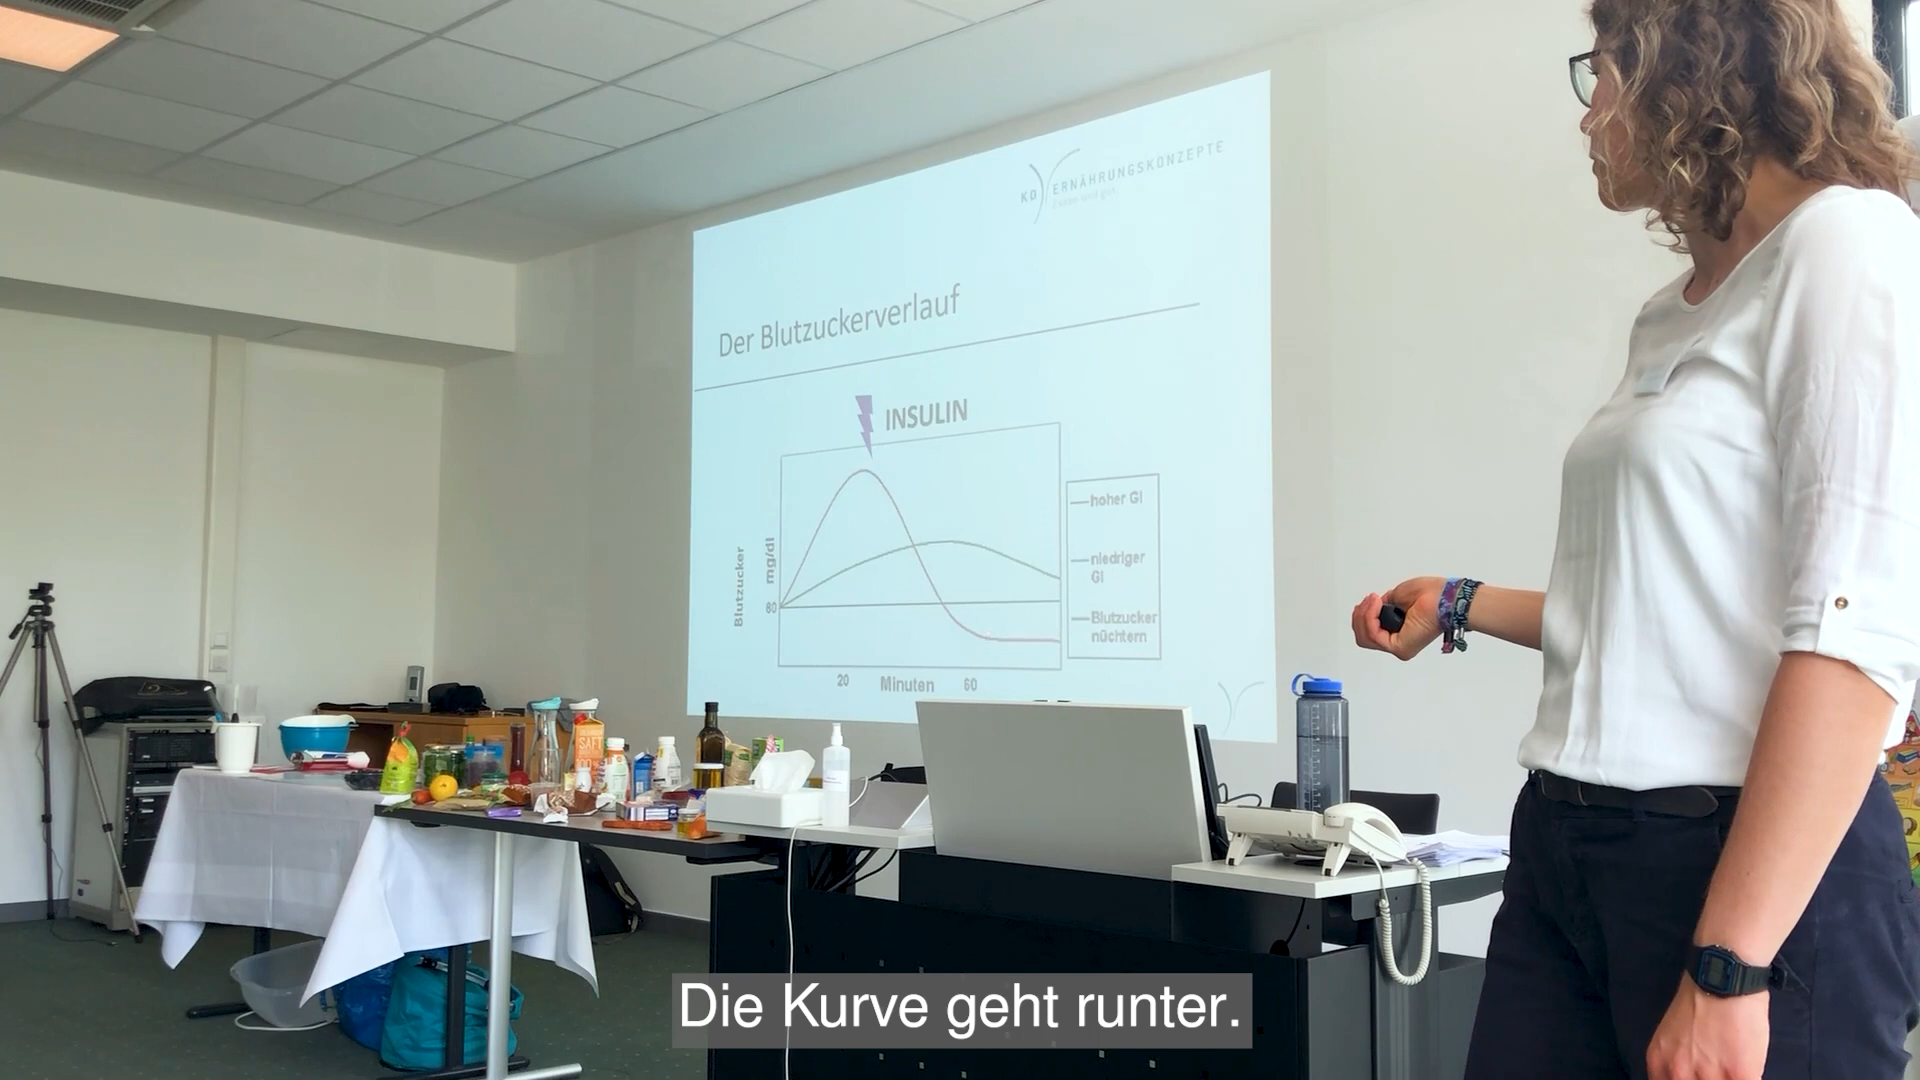 KD ERNÄHRUNGSKONZEPTE
Der Blutzuckerverlauf
INSULIN
hoher GI
niedriger
GI
Blutzucker
nüchtern
Blutzucker
mg/dl
80
20 Minuten 60
SAFT
Die Kurve geht runter.